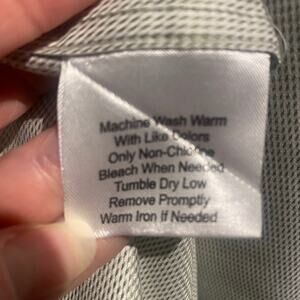 Machine Wash Warm
With Like Colors
Only Non-Chlorine
Bleach When Needed
Tumble Dry Low
Remove Promptly
Warm Iron If Needed